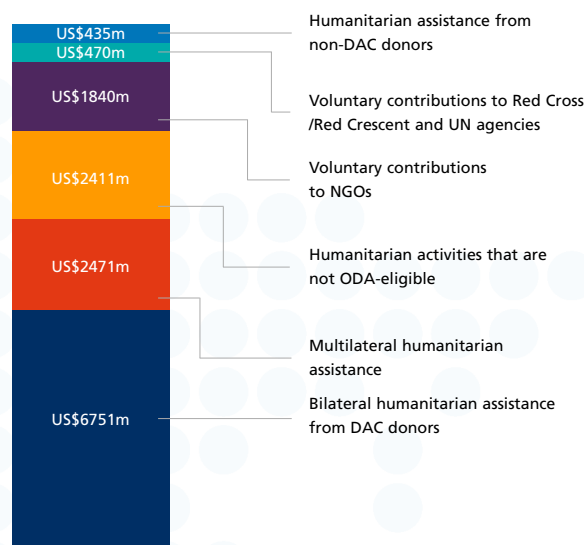 US$435m
Humanitarian assistance from
non-DAC donors
US$470m
Voluntary contributions to Red Cross
/Red Crescent and UN agencies
US$1840m
Voluntary contributions
to NGOs
US$2411m
Humanitarian activities that are
not ODA-eligible
US$2471m
Multilateral humanitarian
assistance
US$6751m
Bilateral humanitarian assistance
from DAC donors